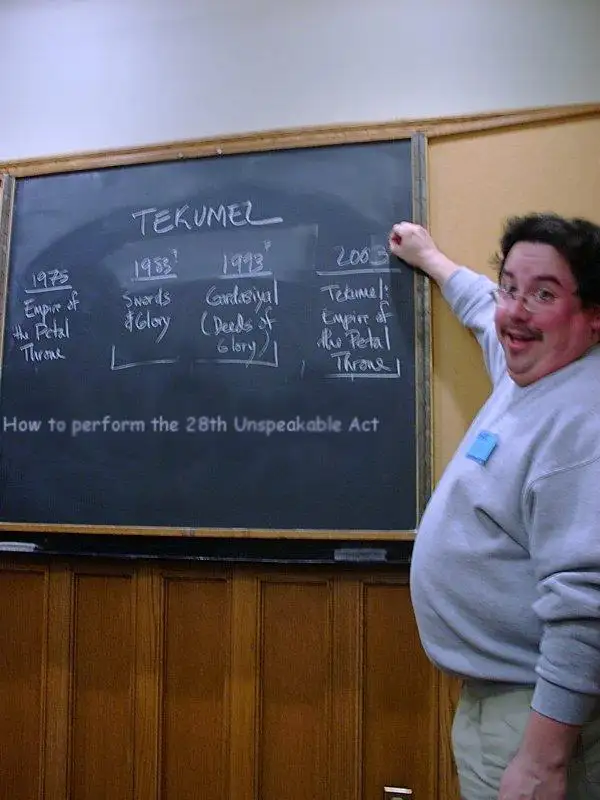 TEKUMEL
1975
Empire of
the Petal
Throne
1983?
Swords
& Glory
1993?
Gardasiyal
(Deeds of
Glory)
2003
Tekumel:
Empire of
the Petal
Throne
How to perform the 28th Unspeakable Act